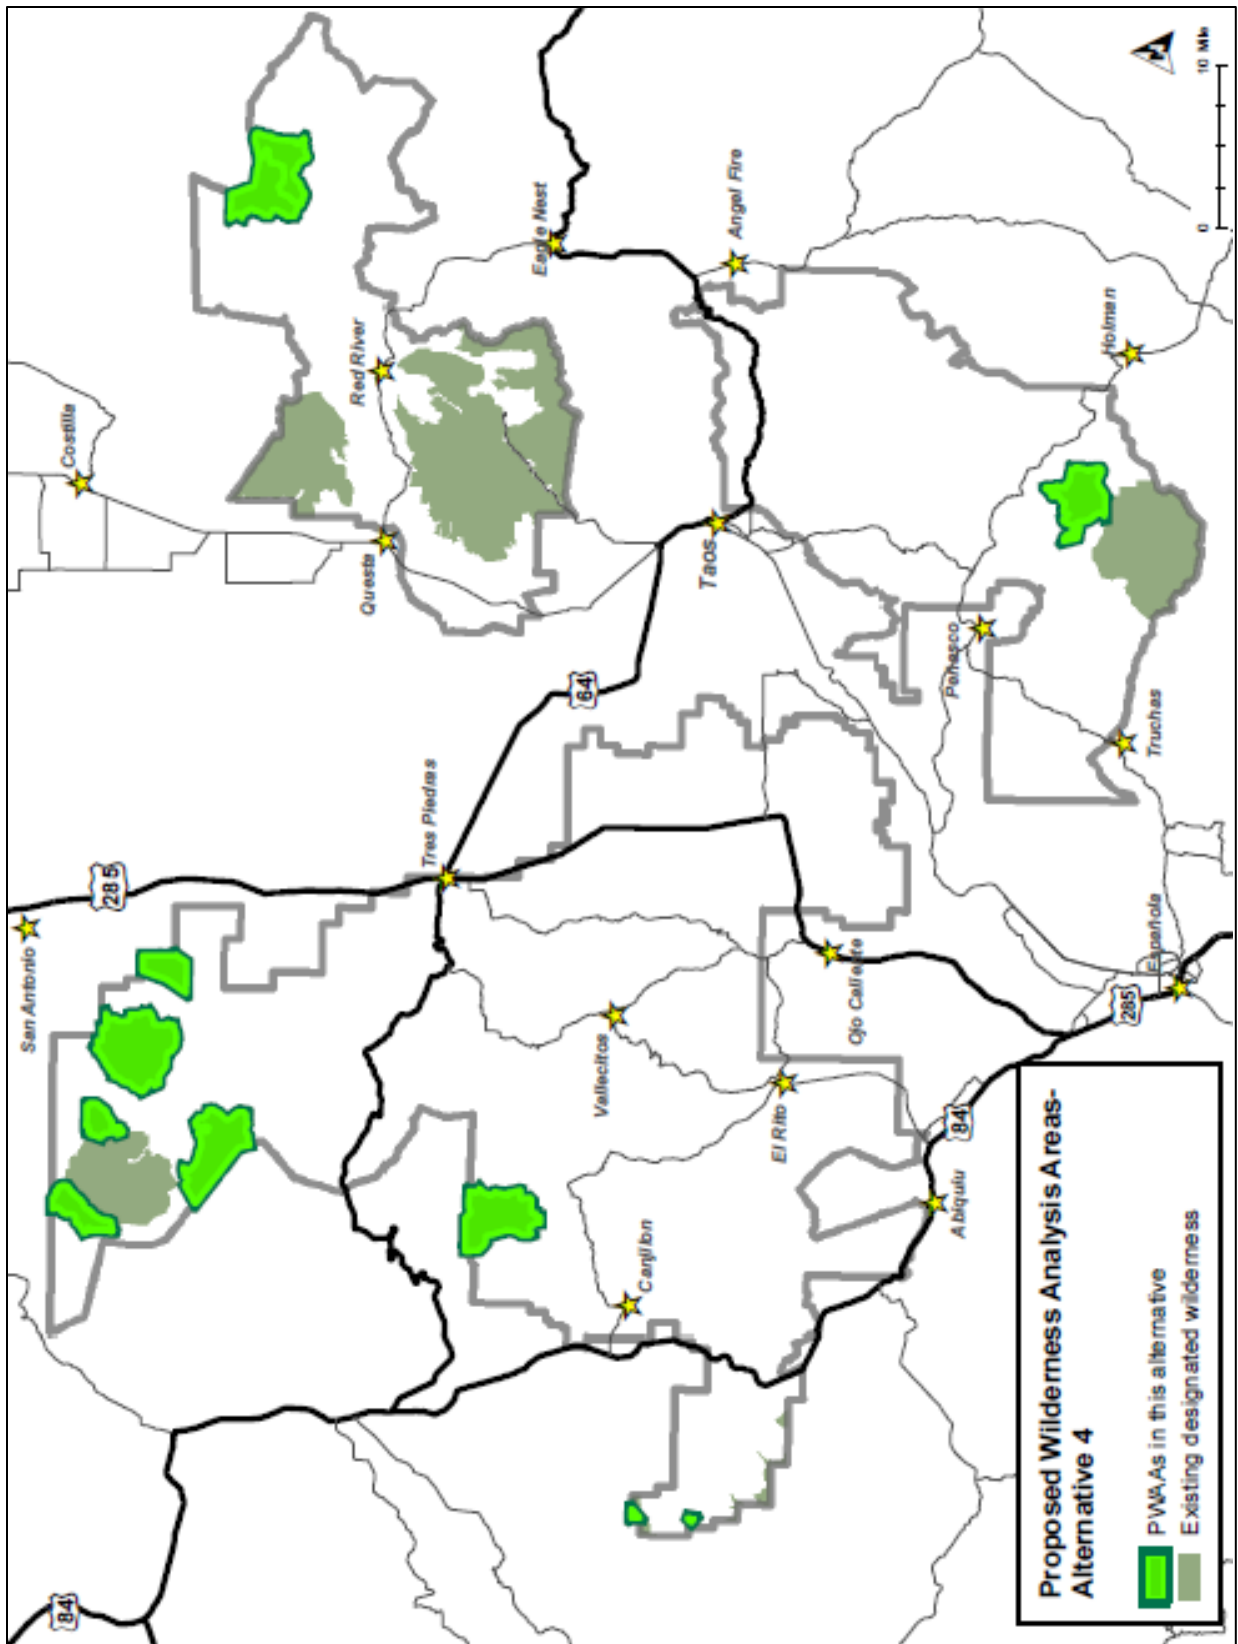 San Antonio
285
Costilla
Tres Piedras
Questa
Red River
Eagle Nest
64
Canjilon
Vallecitos
Taos
Angel Fire
El Rito
Ojo Caliente
Abiquiu
84
Peñasco
Truchas
Holman
285
Española
84
Proposed Wilderness Analysis Areas-
Alternative 4
PWAAs in this alternative
Existing designated wilderness
0 10 Mile